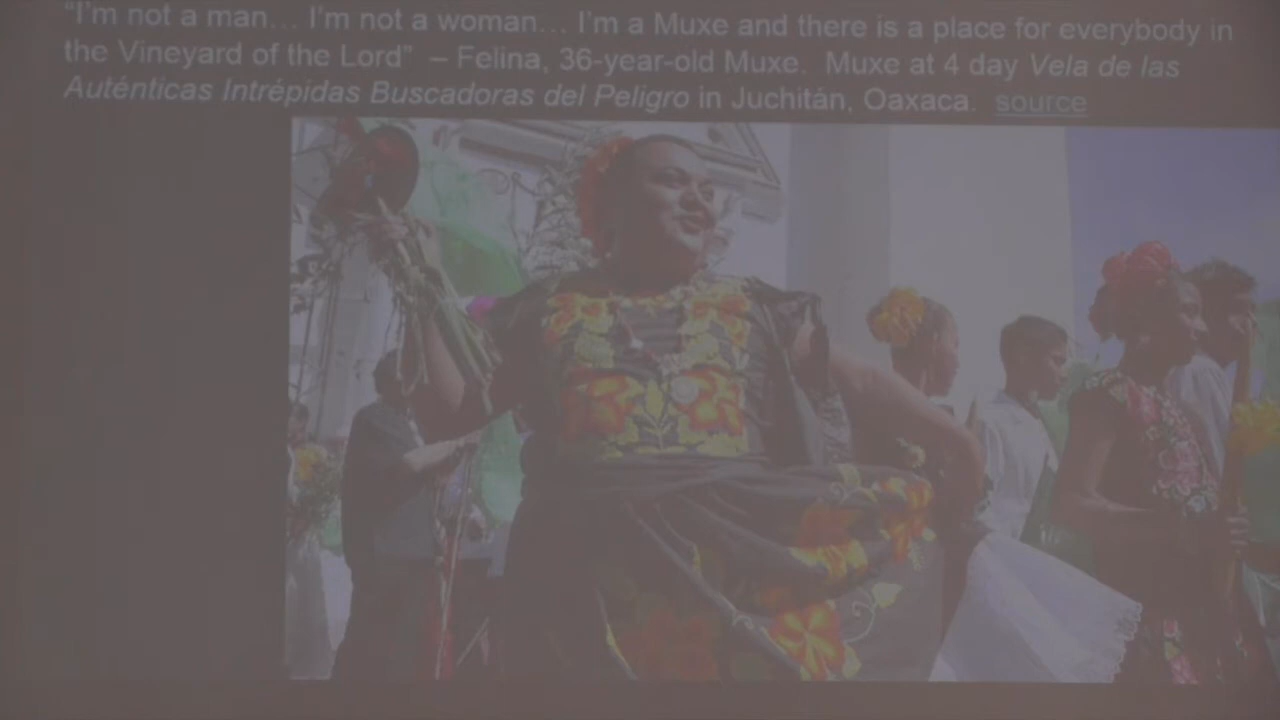 “I’m not a man... I’m not a woman... I’m a Muxe and there is a place for everybody in
the Vineyard of the Lord” – Felina, 36-year-old Muxe. Muxe at 4 day Vela de las
Auténticas Intrépidas Buscadoras del Peligro in Juchitán, Oaxaca. source